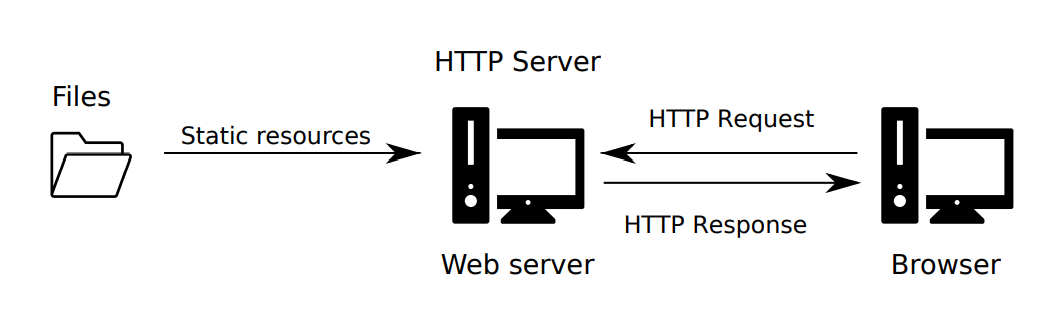 HTTP Server
Files
Static resources
HTTP Request
HTTP Response
Web server
Browser